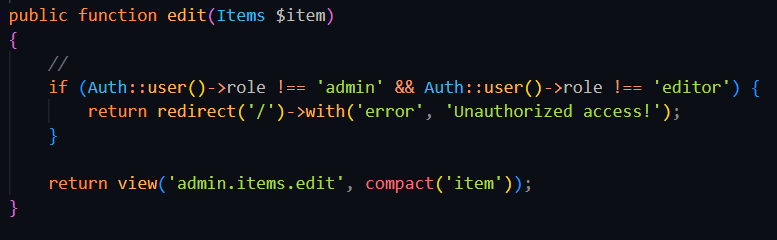 public function edit(Items $item)
{
    //
    if (Auth::user()->role !== 'admin' && Auth::user()->role !== 'editor') {
        return redirect('/')->with('error', 'Unauthorized access!');
    }

    return view('admin.items.edit', compact('item'));
}